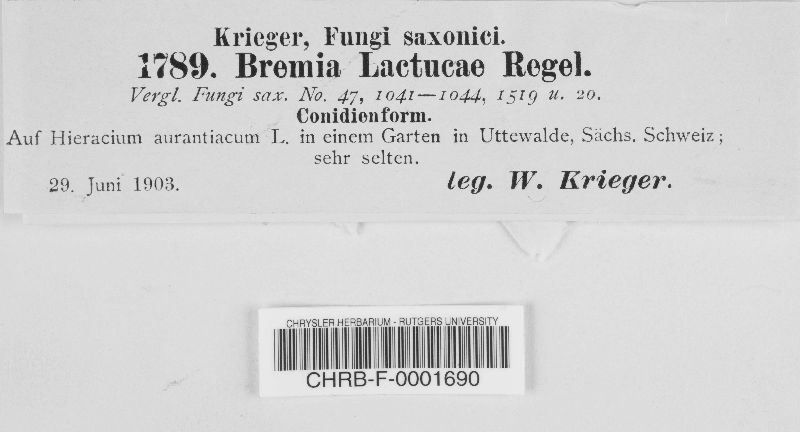 Krieger, Fungi saxonici.
1789. Bremia Lactucae Regel.
Vergl. Fungi sax. No. 47, 1041—1044, 1519 u. 20.
Conidienform.
Auf Hieracium aurantiacum L. in einem Garten in Uttewalde, Sächs. Schweiz;
sehr selten.
29. Juni 1903.
leg. W. Krieger.
CHRYSLER HERBARIUM - RUTGERS UNIVERSITY
CHRB-F-0001690